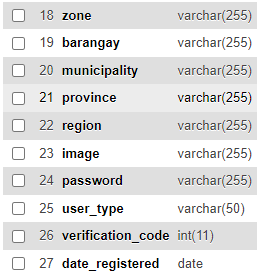 18 zone varchar(255)
19 barangay varchar(255)
20 municipality varchar(255)
21 province varchar(255)
22 region varchar(255)
23 image varchar(255)
24 password varchar(255)
25 user_type varchar(50)
26 verification_code int(11)
27 date_registered date